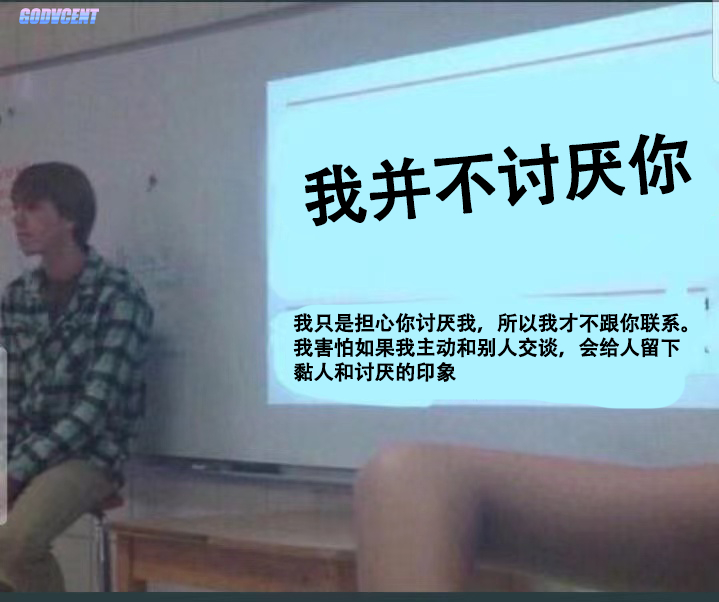 GODVCENT
我并不讨厌你
我只是担心你讨厌我，所以我才不跟你联系。
我害怕如果我主动和别人交谈，会给人留下
黏人和讨厌的印象